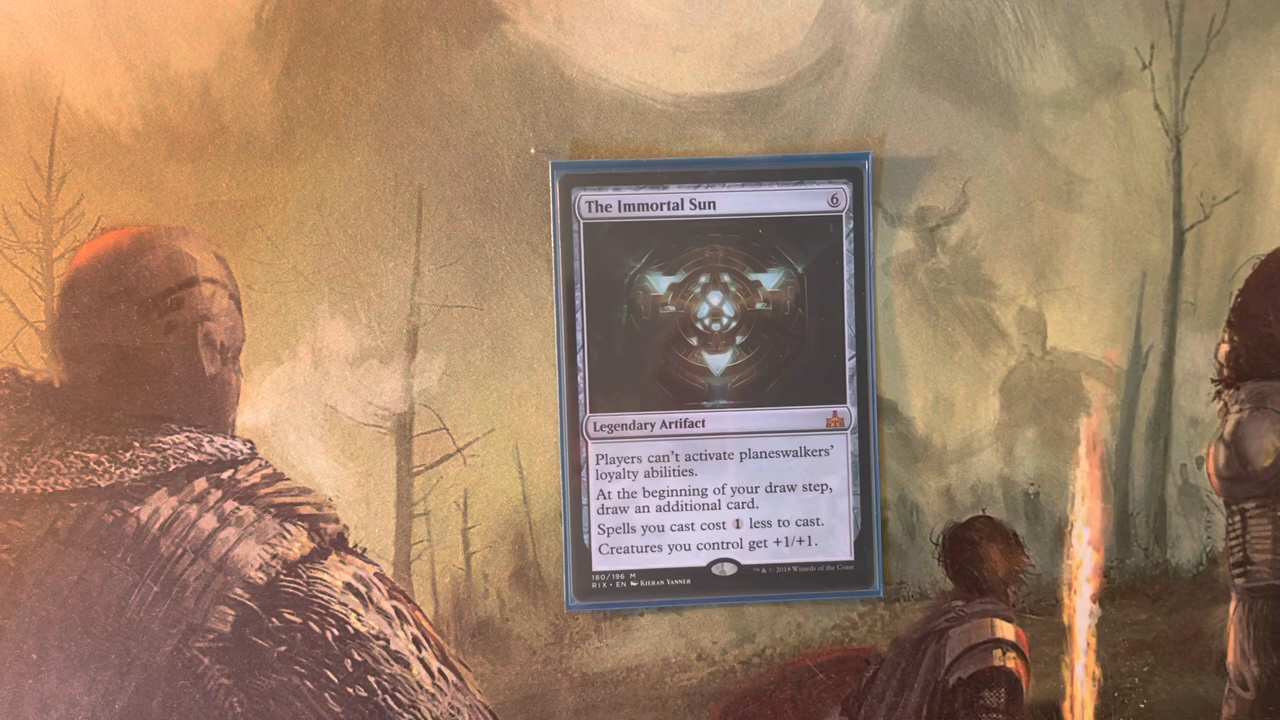 The Immortal Sun 6
Legendary Artifact
Players can't activate planeswalkers'
loyalty abilities.
At the beginning of your draw step,
draw an additional card.
Spells you cast cost 1 less to cast.
Creatures you control get +1/+1.
180/196 M
RIX • EN KIERAN YANNER
™ & © 2018 Wizards of the Coast